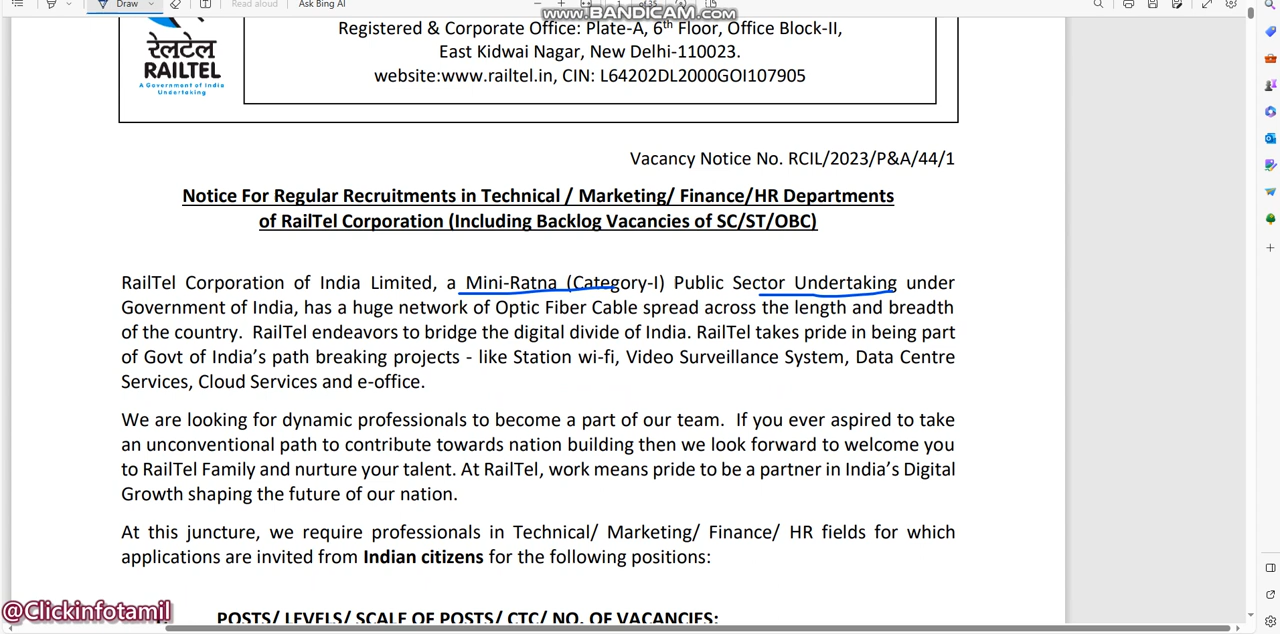 Draw
Read aloud
Ask Bing AI
www.BANDICAM.com
Registered & Corporate Office: Plate-A, 6th Floor, Office Block-II,
East Kidwai Nagar, New Delhi-110023.
website:www.railtel.in, CIN: L64202DL2000GOI107905
रेलटेल
RAILTEL
A Government of India
Undertaking
Vacancy Notice No. RCIL/2023/P&A/44/1
Notice For Regular Recruitments in Technical / Marketing/ Finance/HR Departments
of RailTel Corporation (Including Backlog Vacancies of SC/ST/OBC)
RailTel Corporation of India Limited, a Mini-Ratna (Category-I) Public Sector Undertaking under
Government of India, has a huge network of Optic Fiber Cable spread across the length and breadth
of the country. RailTel endeavors to bridge the digital divide of India. RailTel takes pride in being part
of Govt of India's path breaking projects - like Station wi-fi, Video Surveillance System, Data Centre
Services, Cloud Services and e-office.
We are looking for dynamic professionals to become a part of our team. If you ever aspired to take
an unconventional path to contribute towards nation building then we look forward to welcome you
to RailTel Family and nurture your talent. At RailTel, work means pride to be a partner in India's Digital
Growth shaping the future of our nation.
At this juncture, we require professionals in Technical/ Marketing/ Finance/ HR fields for which
applications are invited from Indian citizens for the following positions:
@Clickinfotamil
POSTS/ LEVELS/ SCALE OF POSTS/ CTC/ NO. OF VACANCIES: